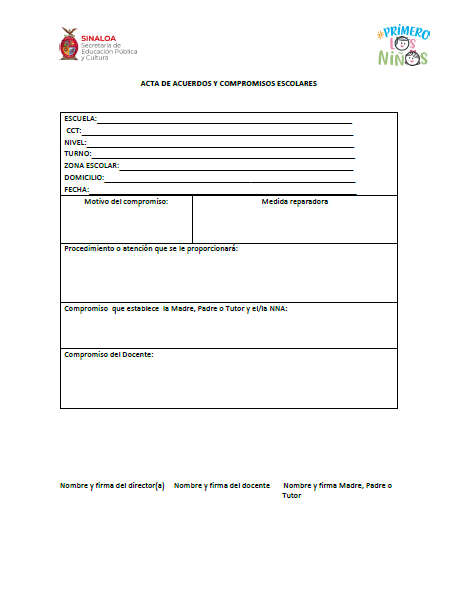 SINALOA
Secretaría de
Educación Pública
y Cultura
#PRIMERO
LOS
NIÑOS
ACTA DE ACUERDOS Y COMPROMISOS ESCOLARES
ESCUELA:
CCT:
NIVEL:
TURNO:
ZONA ESCOLAR:
DOMICILIO:
FECHA:
Motivo del compromiso: Medida reparadora
Procedimiento o atención que se le proporcionará:
Compromiso que establece la Madre, Padre o Tutor y el/la NNA:
Compromiso del Docente:
Nombre y firma del director(a) Nombre y firma del docente Nombre y firma Madre, Padre o
Tutor